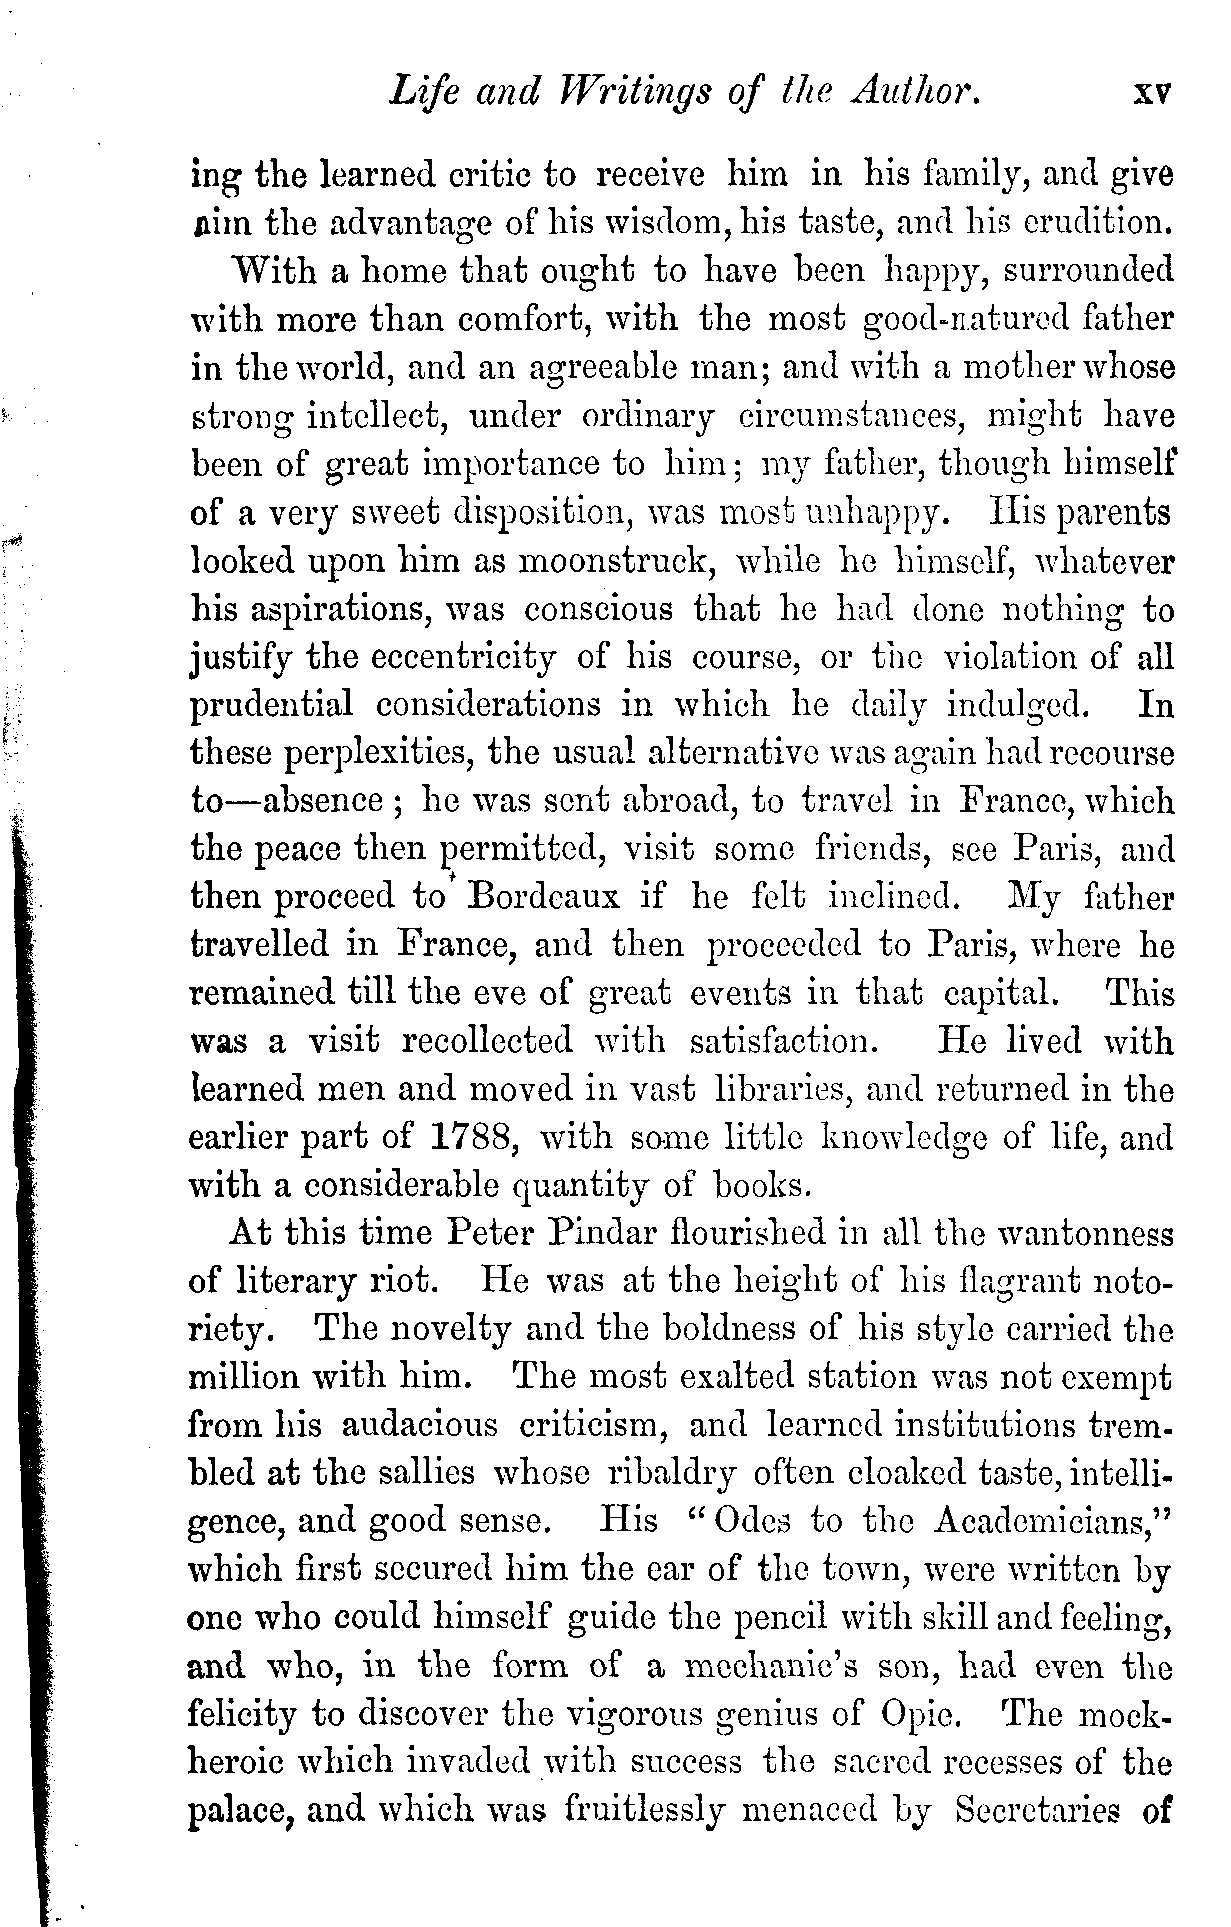 Life and Writings of the Author. xv
ing the learned critic to receive him in his family, and give
him the advantage of his wisdom, his taste, and his erudition.
With a home that ought to have been happy, surrounded
with more than comfort, with the most good-natured father
in the world, and an agreeable man; and with a mother whose
strong intellect, under ordinary circumstances, might have
been of great importance to him; my father, though himself
of a very sweet disposition, was most unhappy. His parents
looked upon him as moonstruck, while he himself, whatever
his aspirations, was conscious that he had done nothing to
justify the eccentricity of his course, or the violation of all
prudential considerations in which he daily indulged. In
these perplexities, the usual alternative was again had recourse
to—absence; he was sent abroad, to travel in France, which
the peace then permitted, visit some friends, see Paris, and
then proceed to Bordeaux if he felt inclined. My father
travelled in France, and then proceeded to Paris, where he
remained till the eve of great events in that capital. This
was a visit recollected with satisfaction. He lived with
learned men and moved in vast libraries, and returned in the
earlier part of 1788, with some little knowledge of life, and
with a considerable quantity of books.
At this time Peter Pindar flourished in all the wantonness
of literary riot. He was at the height of his flagrant noto-
riety. The novelty and the boldness of his style carried the
million with him. The most exalted station was not exempt
from his audacious criticism, and learned institutions trem-
bled at the sallies whose ribaldry often cloaked taste, intelli-
gence, and good sense. His "Odes to the Academicians,"
which first secured him the ear of the town, were written by
one who could himself guide the pencil with skill and feeling,
and who, in the form of a mechanic's son, had even the
felicity to discover the vigorous genius of Opie. The mock-
heroic which invaded with success the sacred recesses of the
palace, and which was fruitlessly menaced by Secretaries of